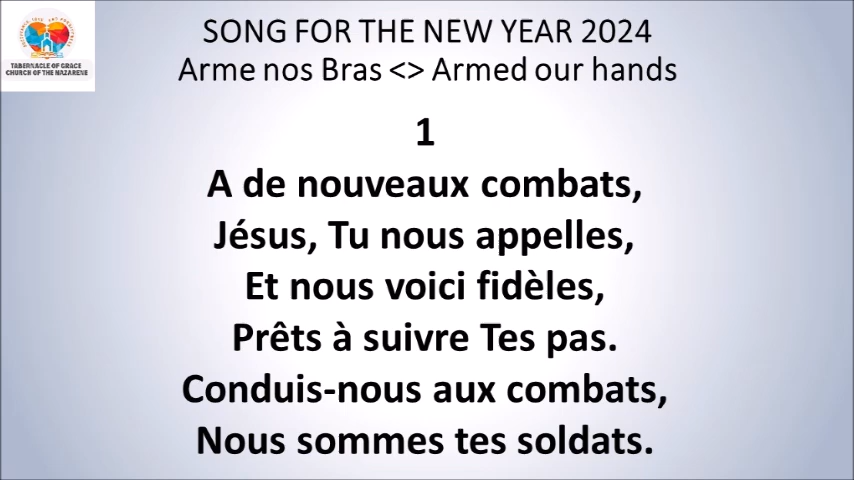 TABERNACLE OF GRACE
CHURCH OF THE NAZARENE
SONG FOR THE NEW YEAR 2024
Arme nos Bras <> Armed our hands
1
A de nouveaux combats,
Jésus, Tu nous appelles,
Et nous voici fidèles,
Prêts à suivre Tes pas.
Conduis-nous aux combats,
Nous sommes tes soldats.